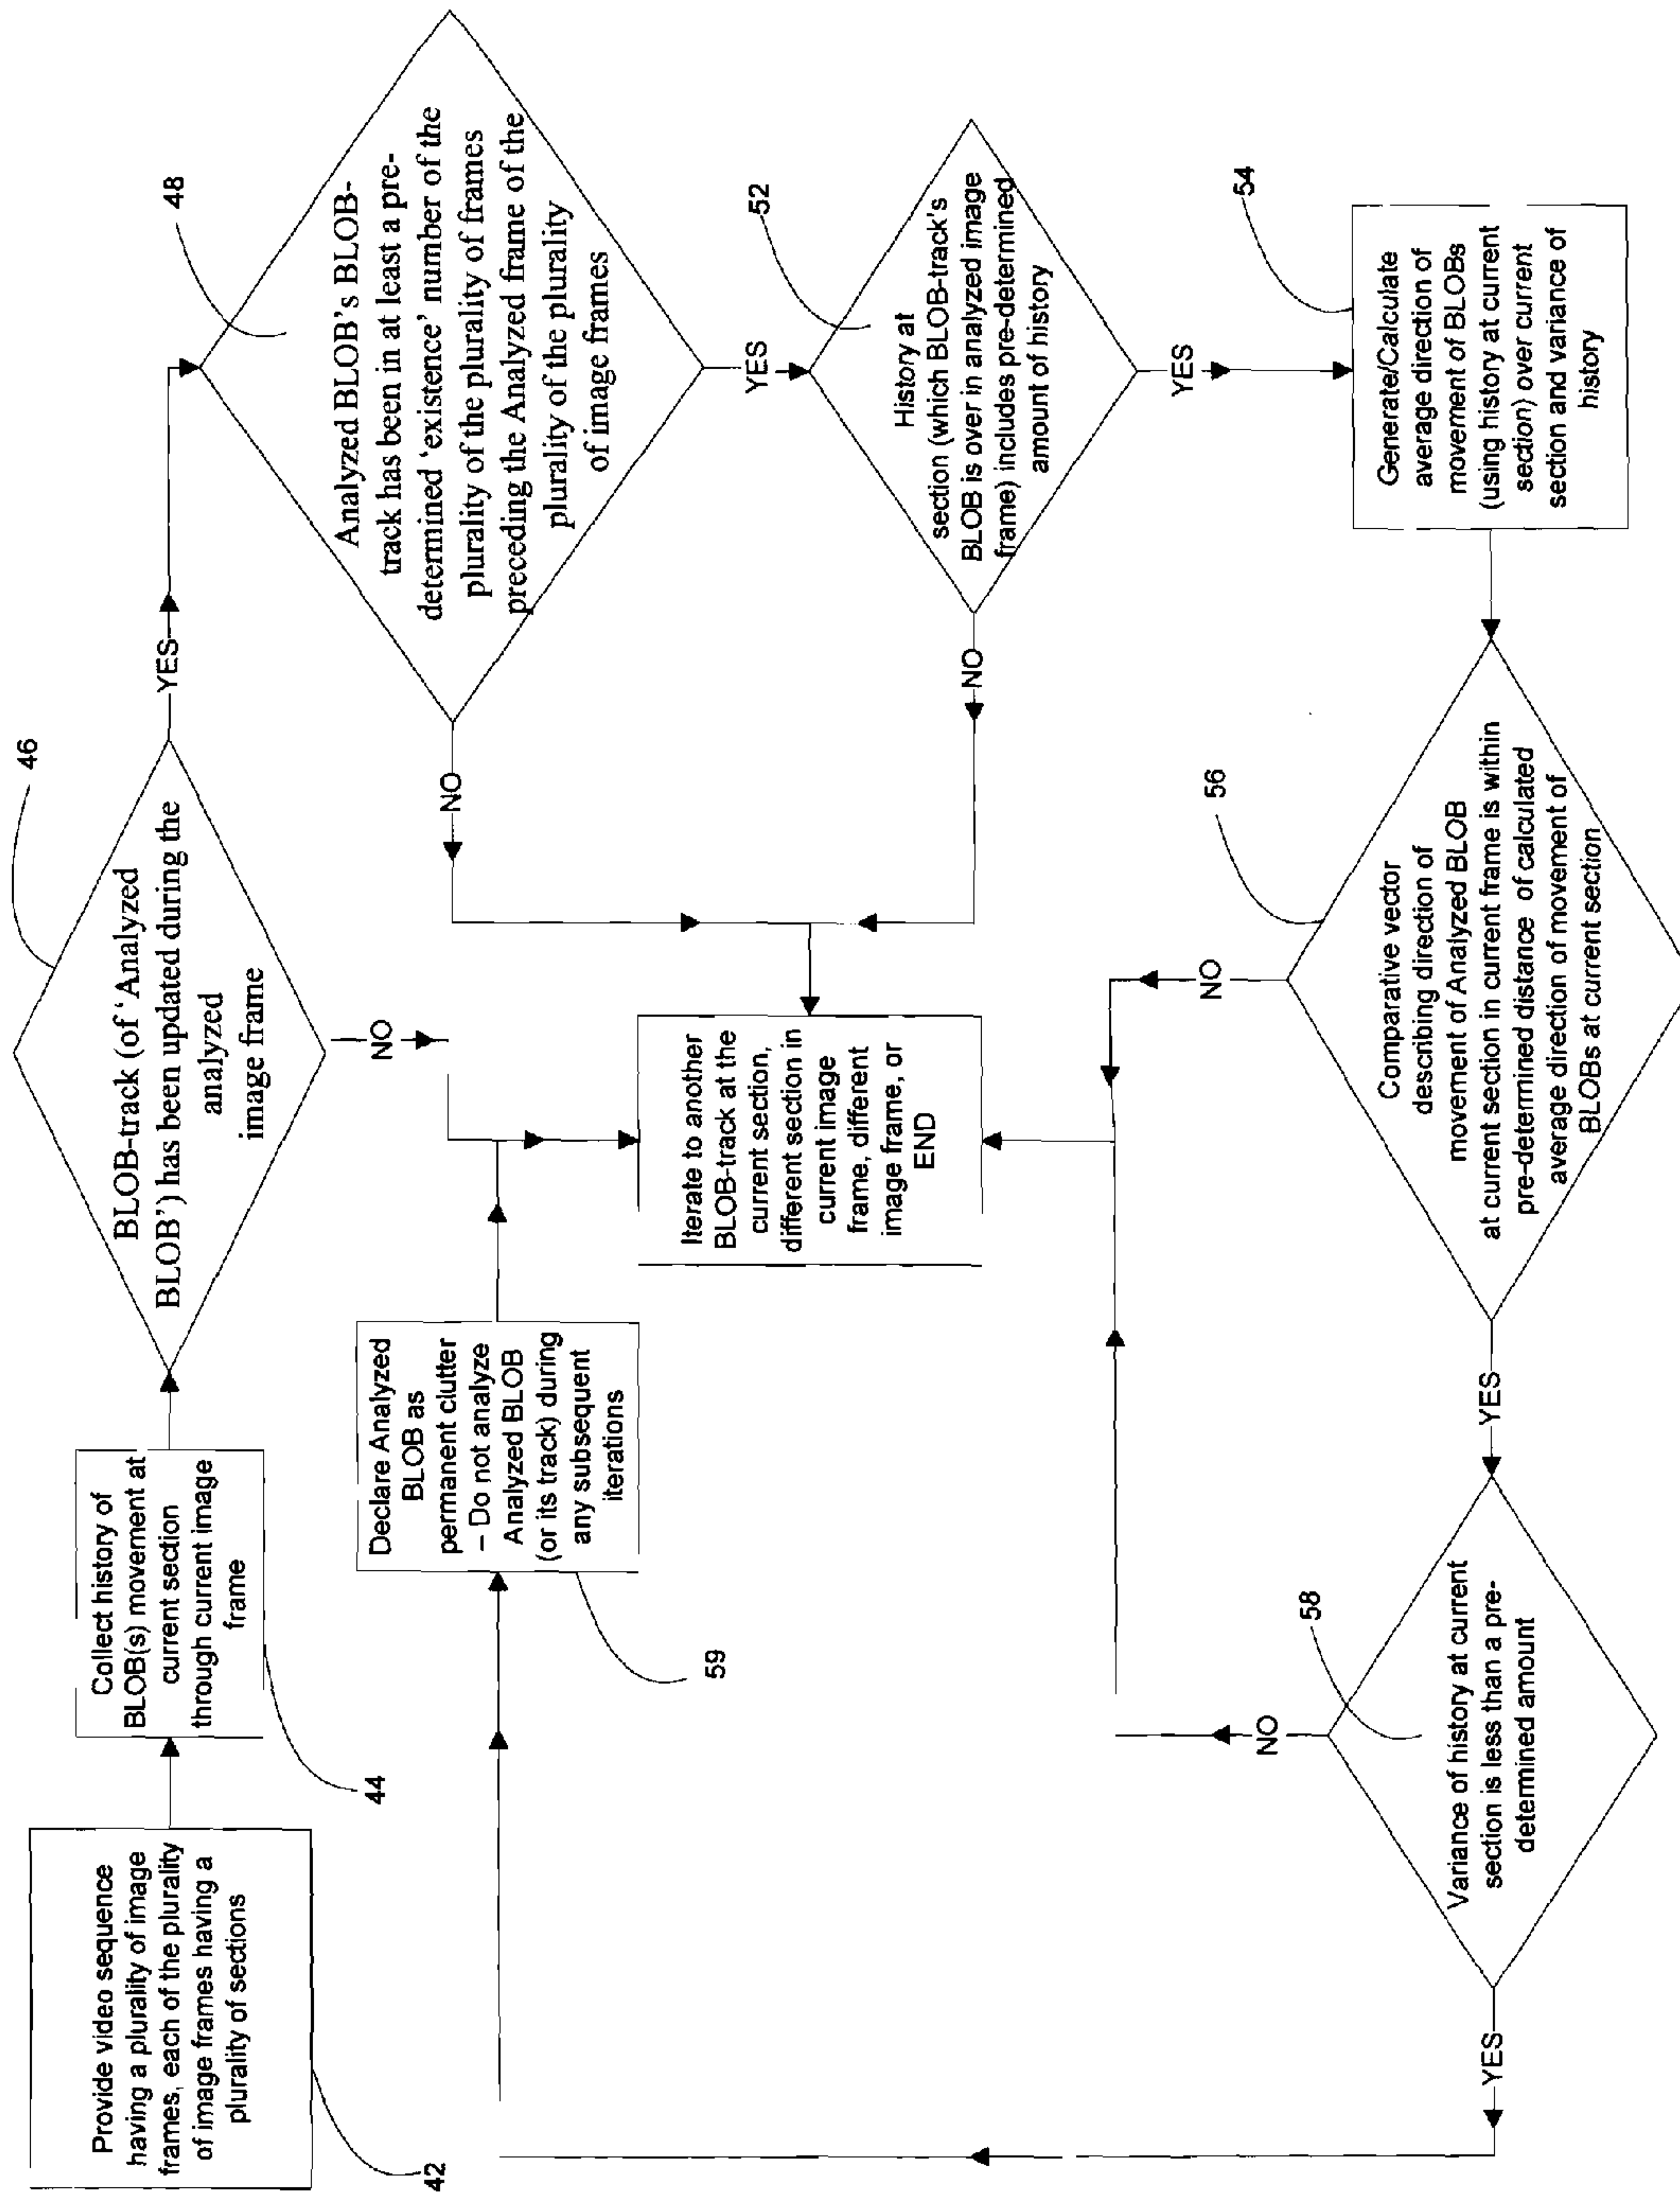 Provide video sequence
having a plurality of image
frames, each of the plurality
of image frames having a
plurality of sections
42
Collect history of
BLOB(s) movement at
current section
through current image
frame
44
BLOB-track (of ‘Analyzed
BLOB’) has been updated during the
analyzed
image frame
46
YES
NO
Analyzed BLOB’s BLOB-
track has been in at least a pre-
determined ‘existence’ number of the
plurality of the plurality of frames
preceding the Analyzed frame of the
plurality of the plurality
of image frames
48
YES
NO
History at
section (which BLOB-track’s
BLOB is over in analyzed image
frame) includes pre-determined
amount of history
52
YES
NO
Generate/Calculate
average direction of
movement of BLOBs
(using history at current
section) over current
section and variance of
history
54
Comparative vector
describing direction of
movement of Analyzed BLOB
at current section in current frame is within
pre-determined distance of calculated
average direction of movement of
BLOBs at current section
56
YES
NO
Variance of history at current
section is less than a pre-
determined amount
58
YES
NO
Declare Analyzed
BLOB as
permanent clutter
– Do not analyze
Analyzed BLOB
(or its track) during
any subsequent
iterations
59
Iterate to another
BLOB-track at the
current section,
different section in
current image
frame, different
image frame, or
END